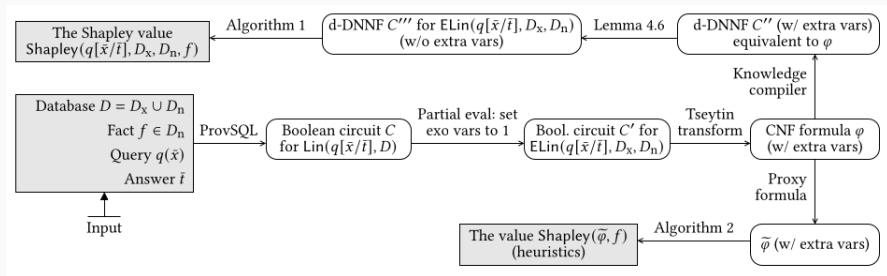 The Shapley value
Shapley(q[x̄/t̄], Dₓ, Dₙ, f)
Algorithm 1
d-DNNF C''' for ELin(q[x̄/t̄], Dₓ, Dₙ)
(w/o extra vars)
Lemma 4.6
d-DNNF C'' (w/ extra vars)
equivalent to φ
Knowledge
compiler
Database D = Dₓ ∪ Dₙ
Fact f ∈ Dₙ
Query q(x̄)
Answer t̄
Input
ProvSQL
Boolean circuit C
for Lin(q[x̄/t̄], D)
Partial eval: set
exo vars to 1
Bool. circuit C' for
ELin(q[x̄/t̄], Dₓ, Dₙ)
Tseytin
transform
CNF formula φ
(w/ extra vars)
Proxy
formula
The value Shapley(φ̃, f)
(heuristics)
Algorithm 2
φ̃ (w/ extra vars)